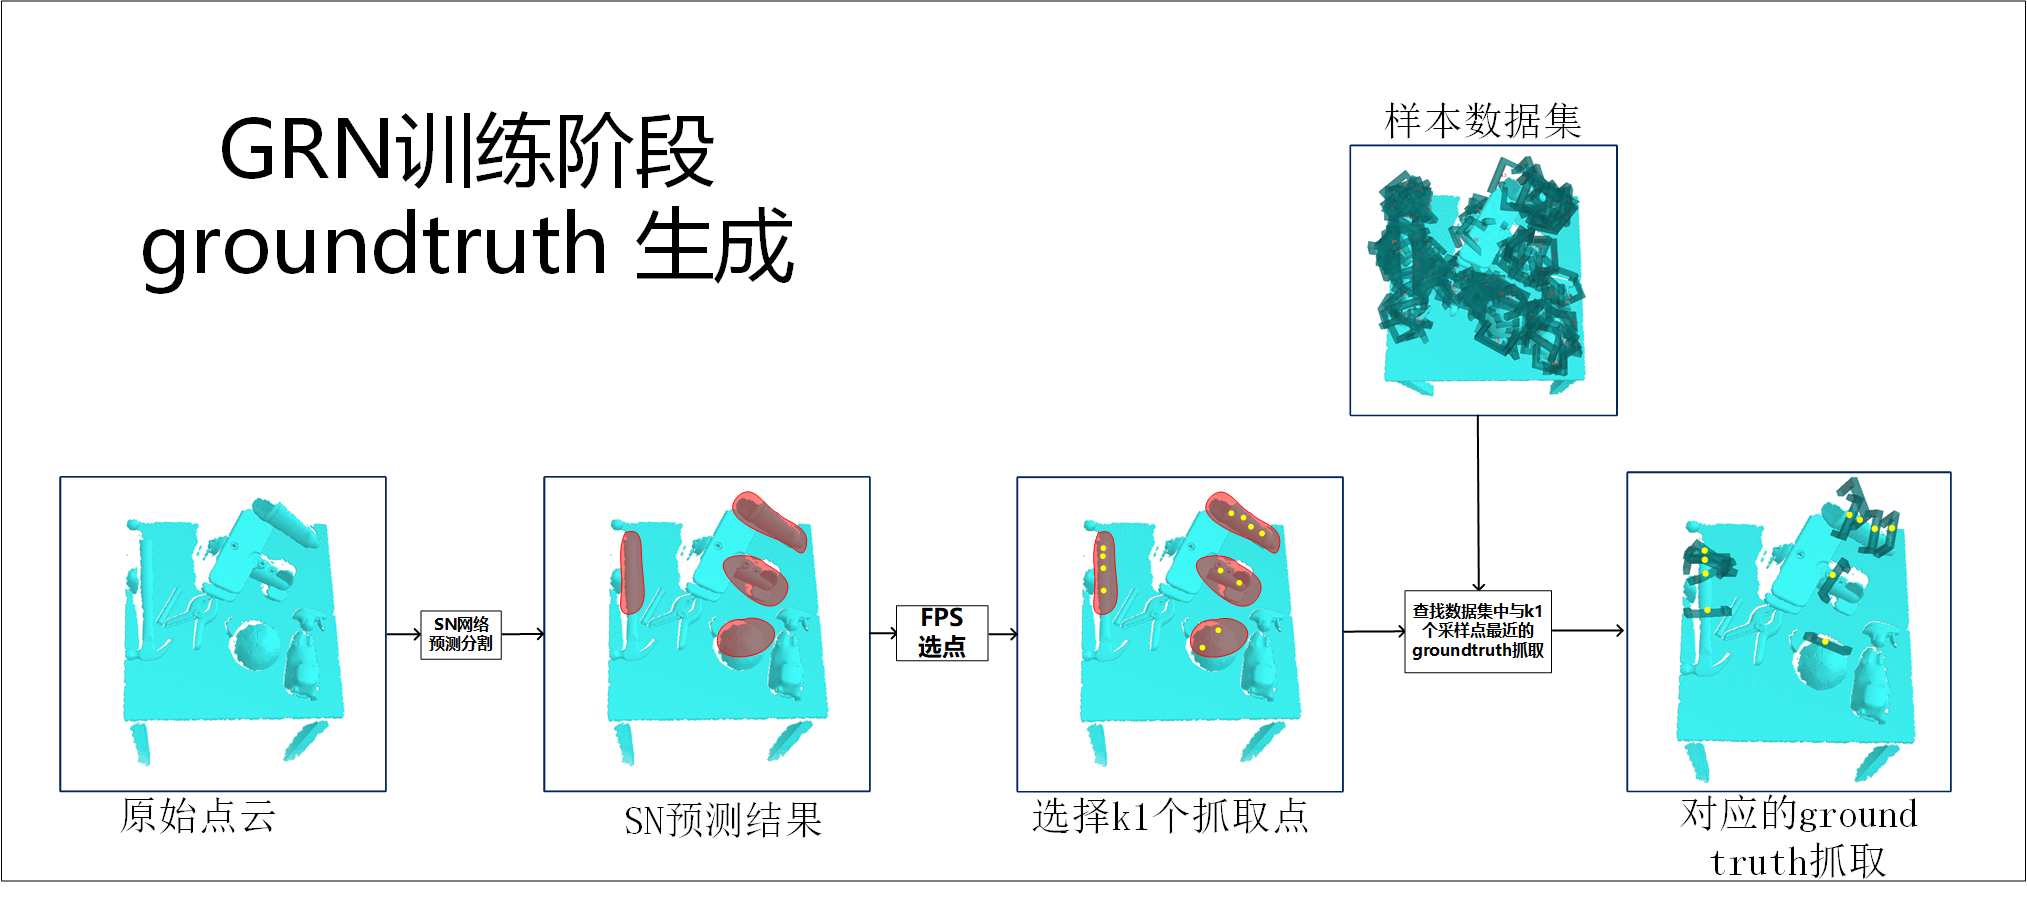 GRN训练阶段
groundtruth 生成
样本数据集
SN网络
预测分割
FPS
选点
查找数据集中与k1
个采样点最近的
groundtruth抓取
原始点云
SN预测结果
选择k1个抓取点
对应的ground
truth抓取